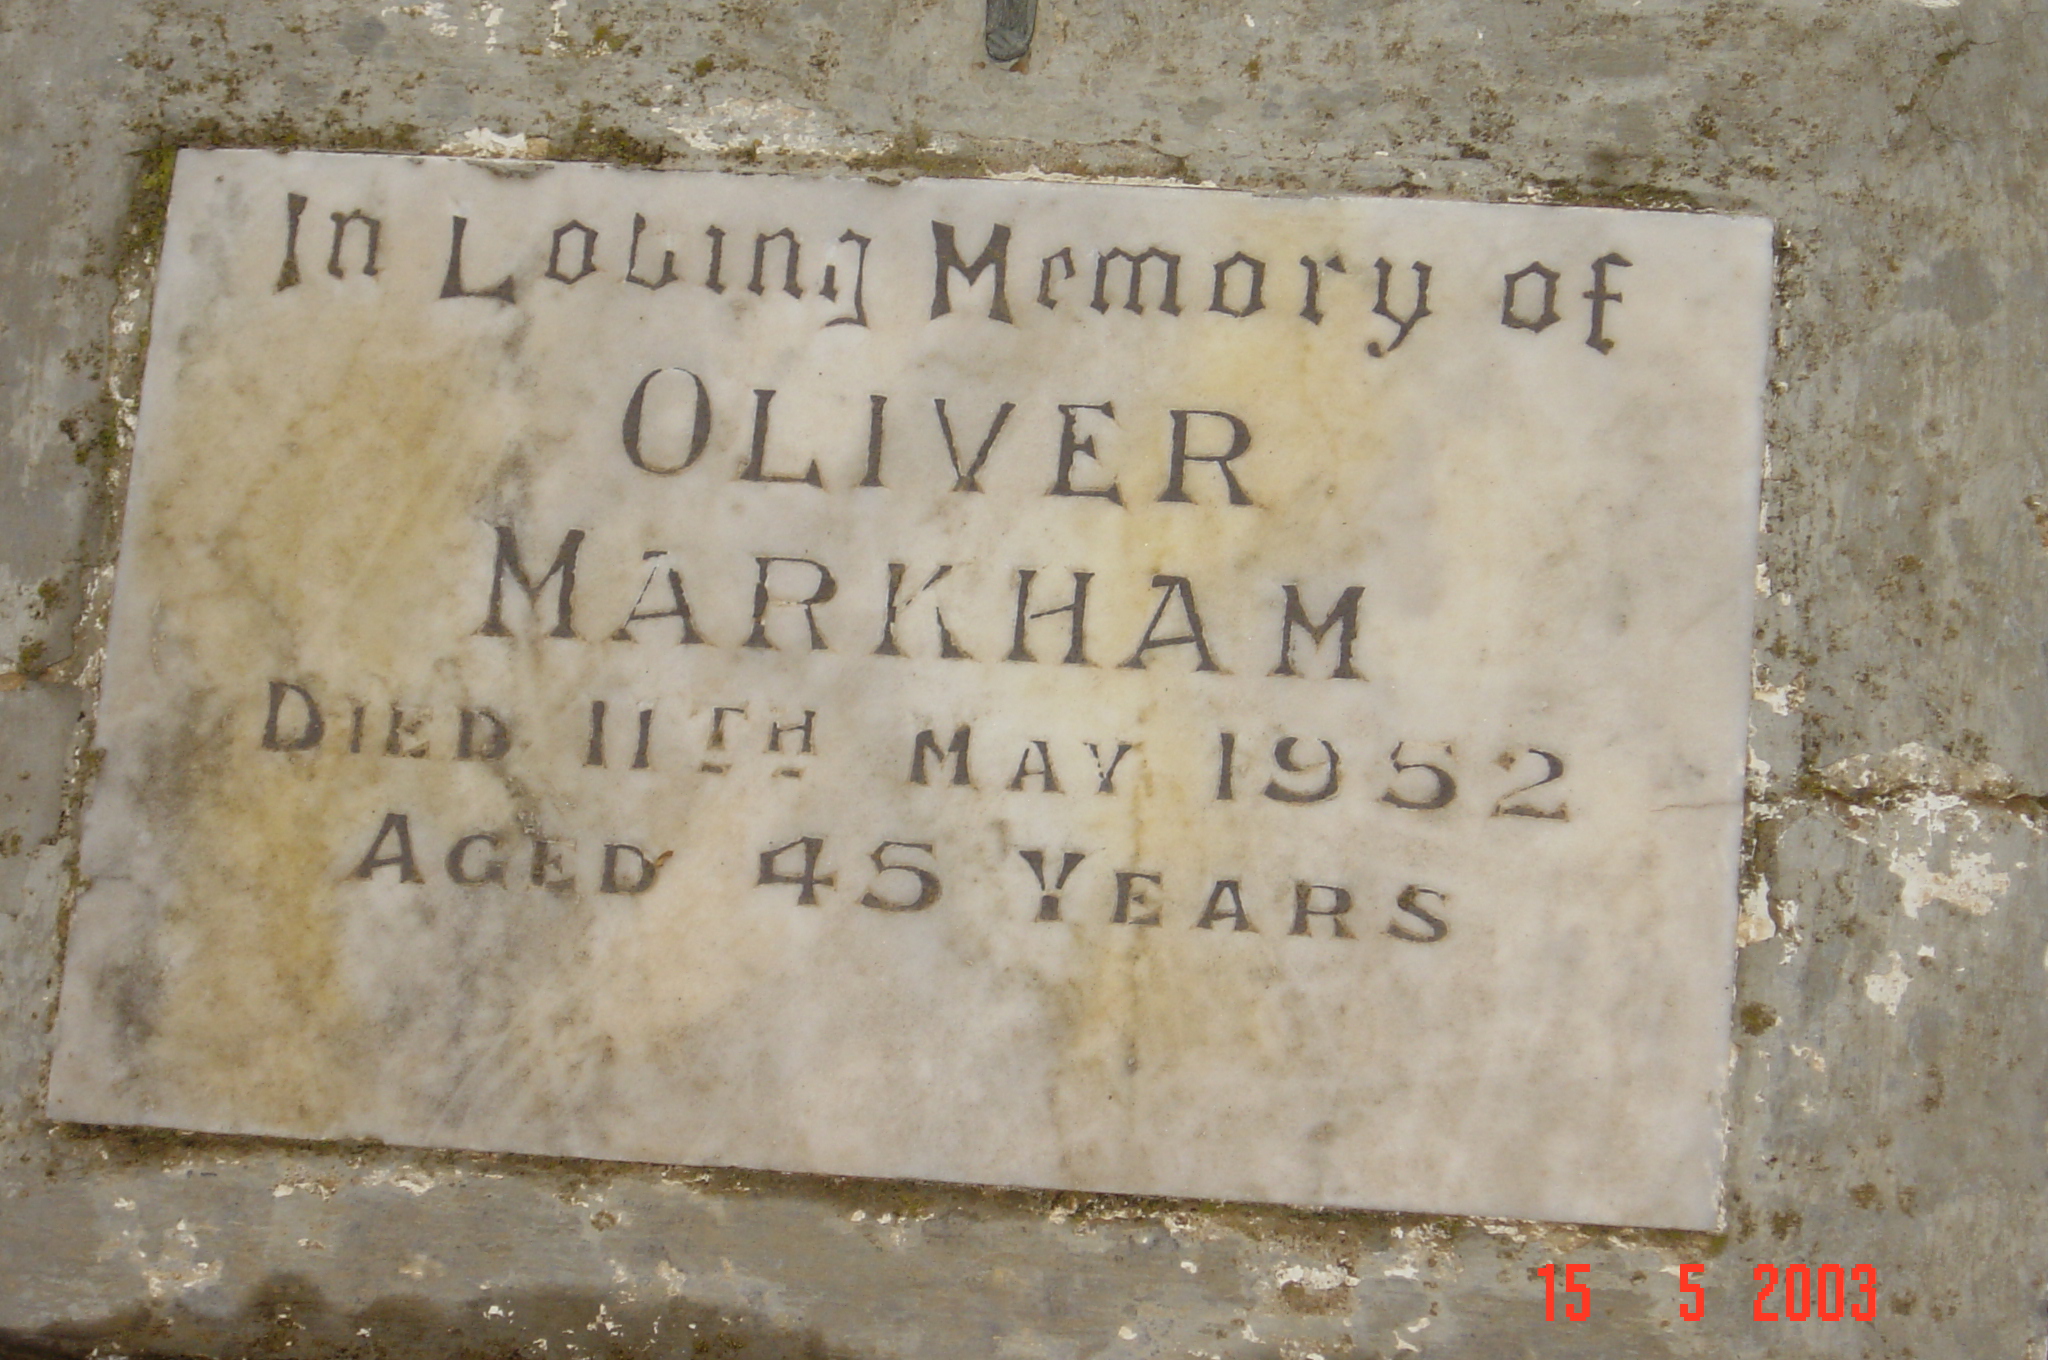 In Loving Memory of
OLIVER
MARKHAM
DIED 11TH MAY 1952
AGED 45 YEARS
15 5 2003